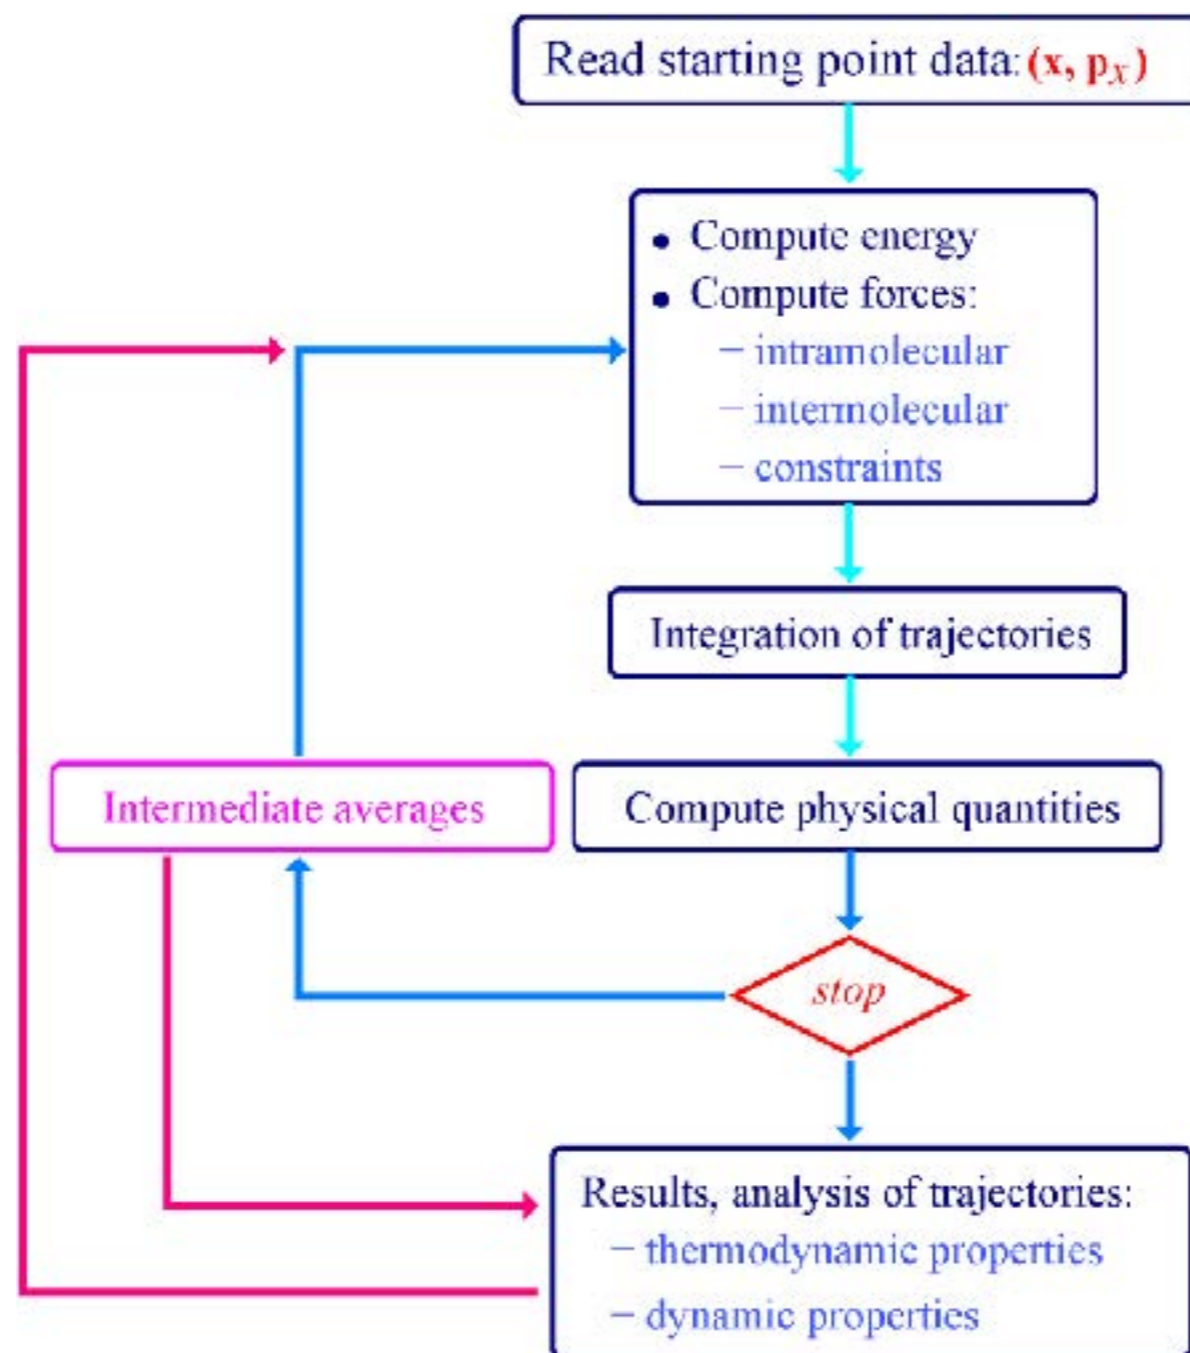 Read starting point data: (x, pX)
• Compute energy
• Compute forces:
– intramolecular
– intermolecular
– constraints
Integration of trajectories
Intermediate averages
Compute physical quantities
stop
Results, analysis of trajectories:
– thermodynamic properties
– dynamic properties